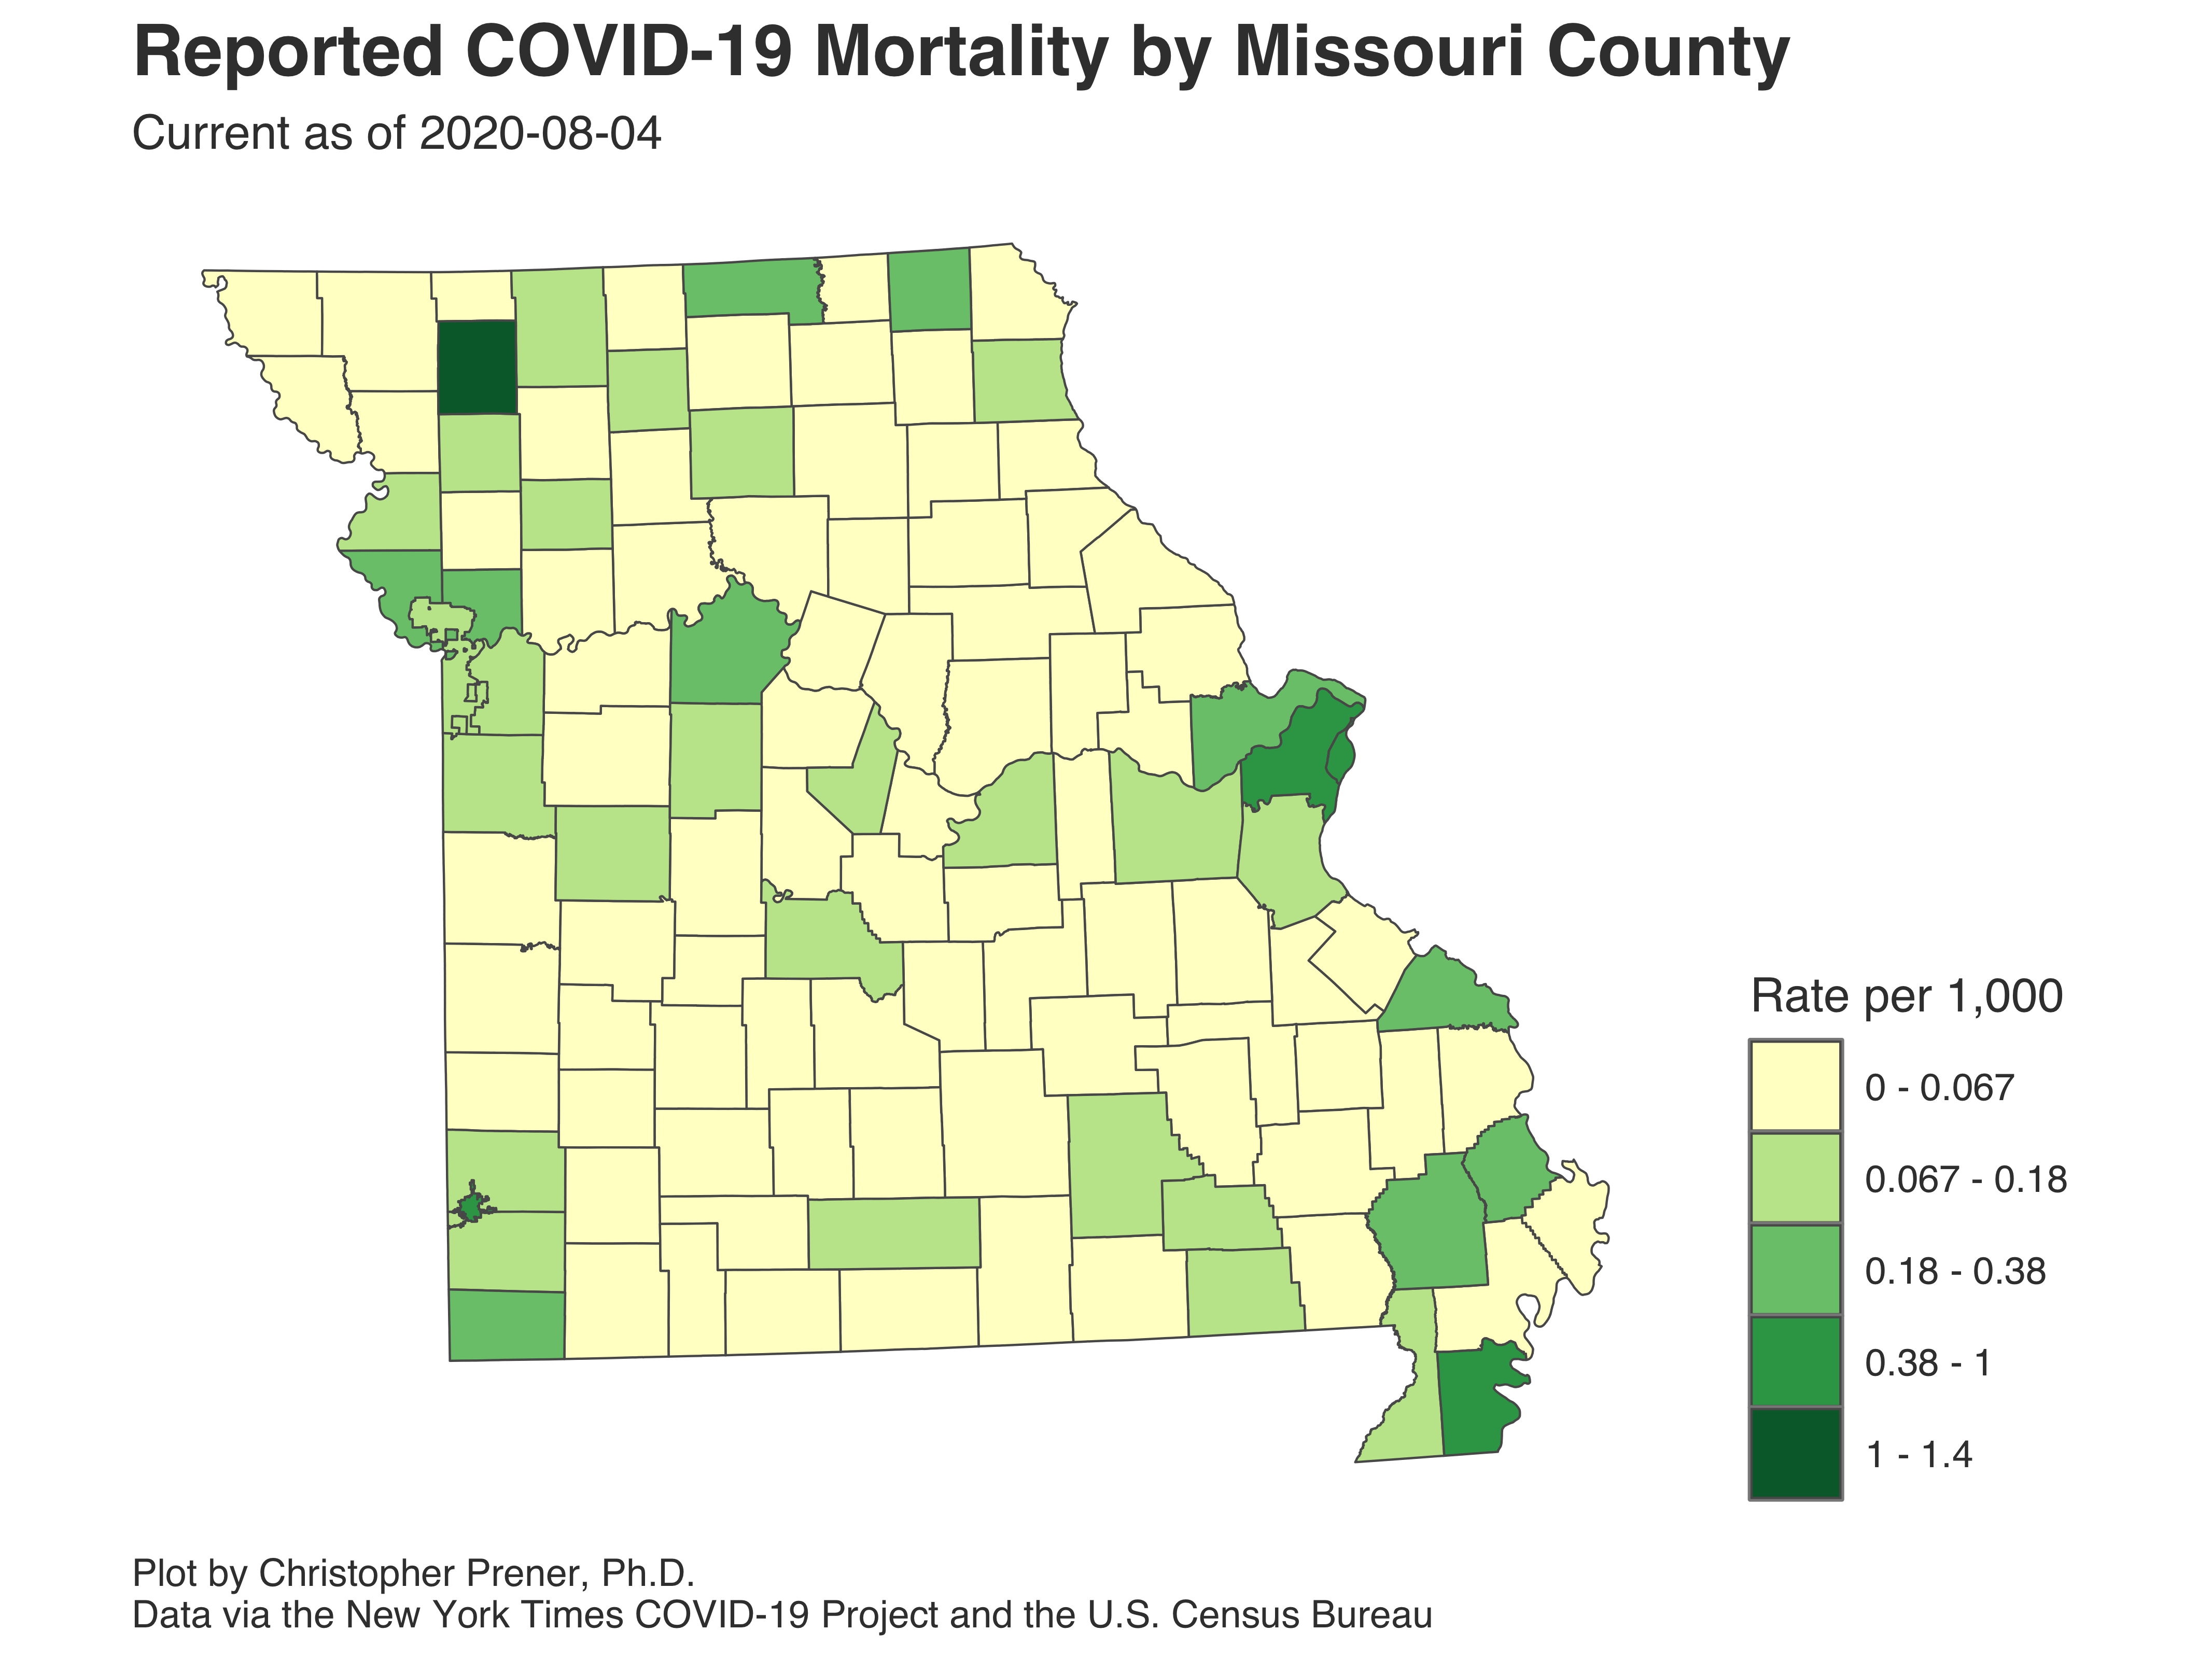 Reported COVID-19 Mortality by Missouri County
Current as of 2020-08-04
Rate per 1,000
0 - 0.067
0.067 - 0.18
0.18 - 0.38
0.38 - 1
1 - 1.4
Plot by Christopher Prener, Ph.D.
Data via the New York Times COVID-19 Project and the U.S. Census Bureau